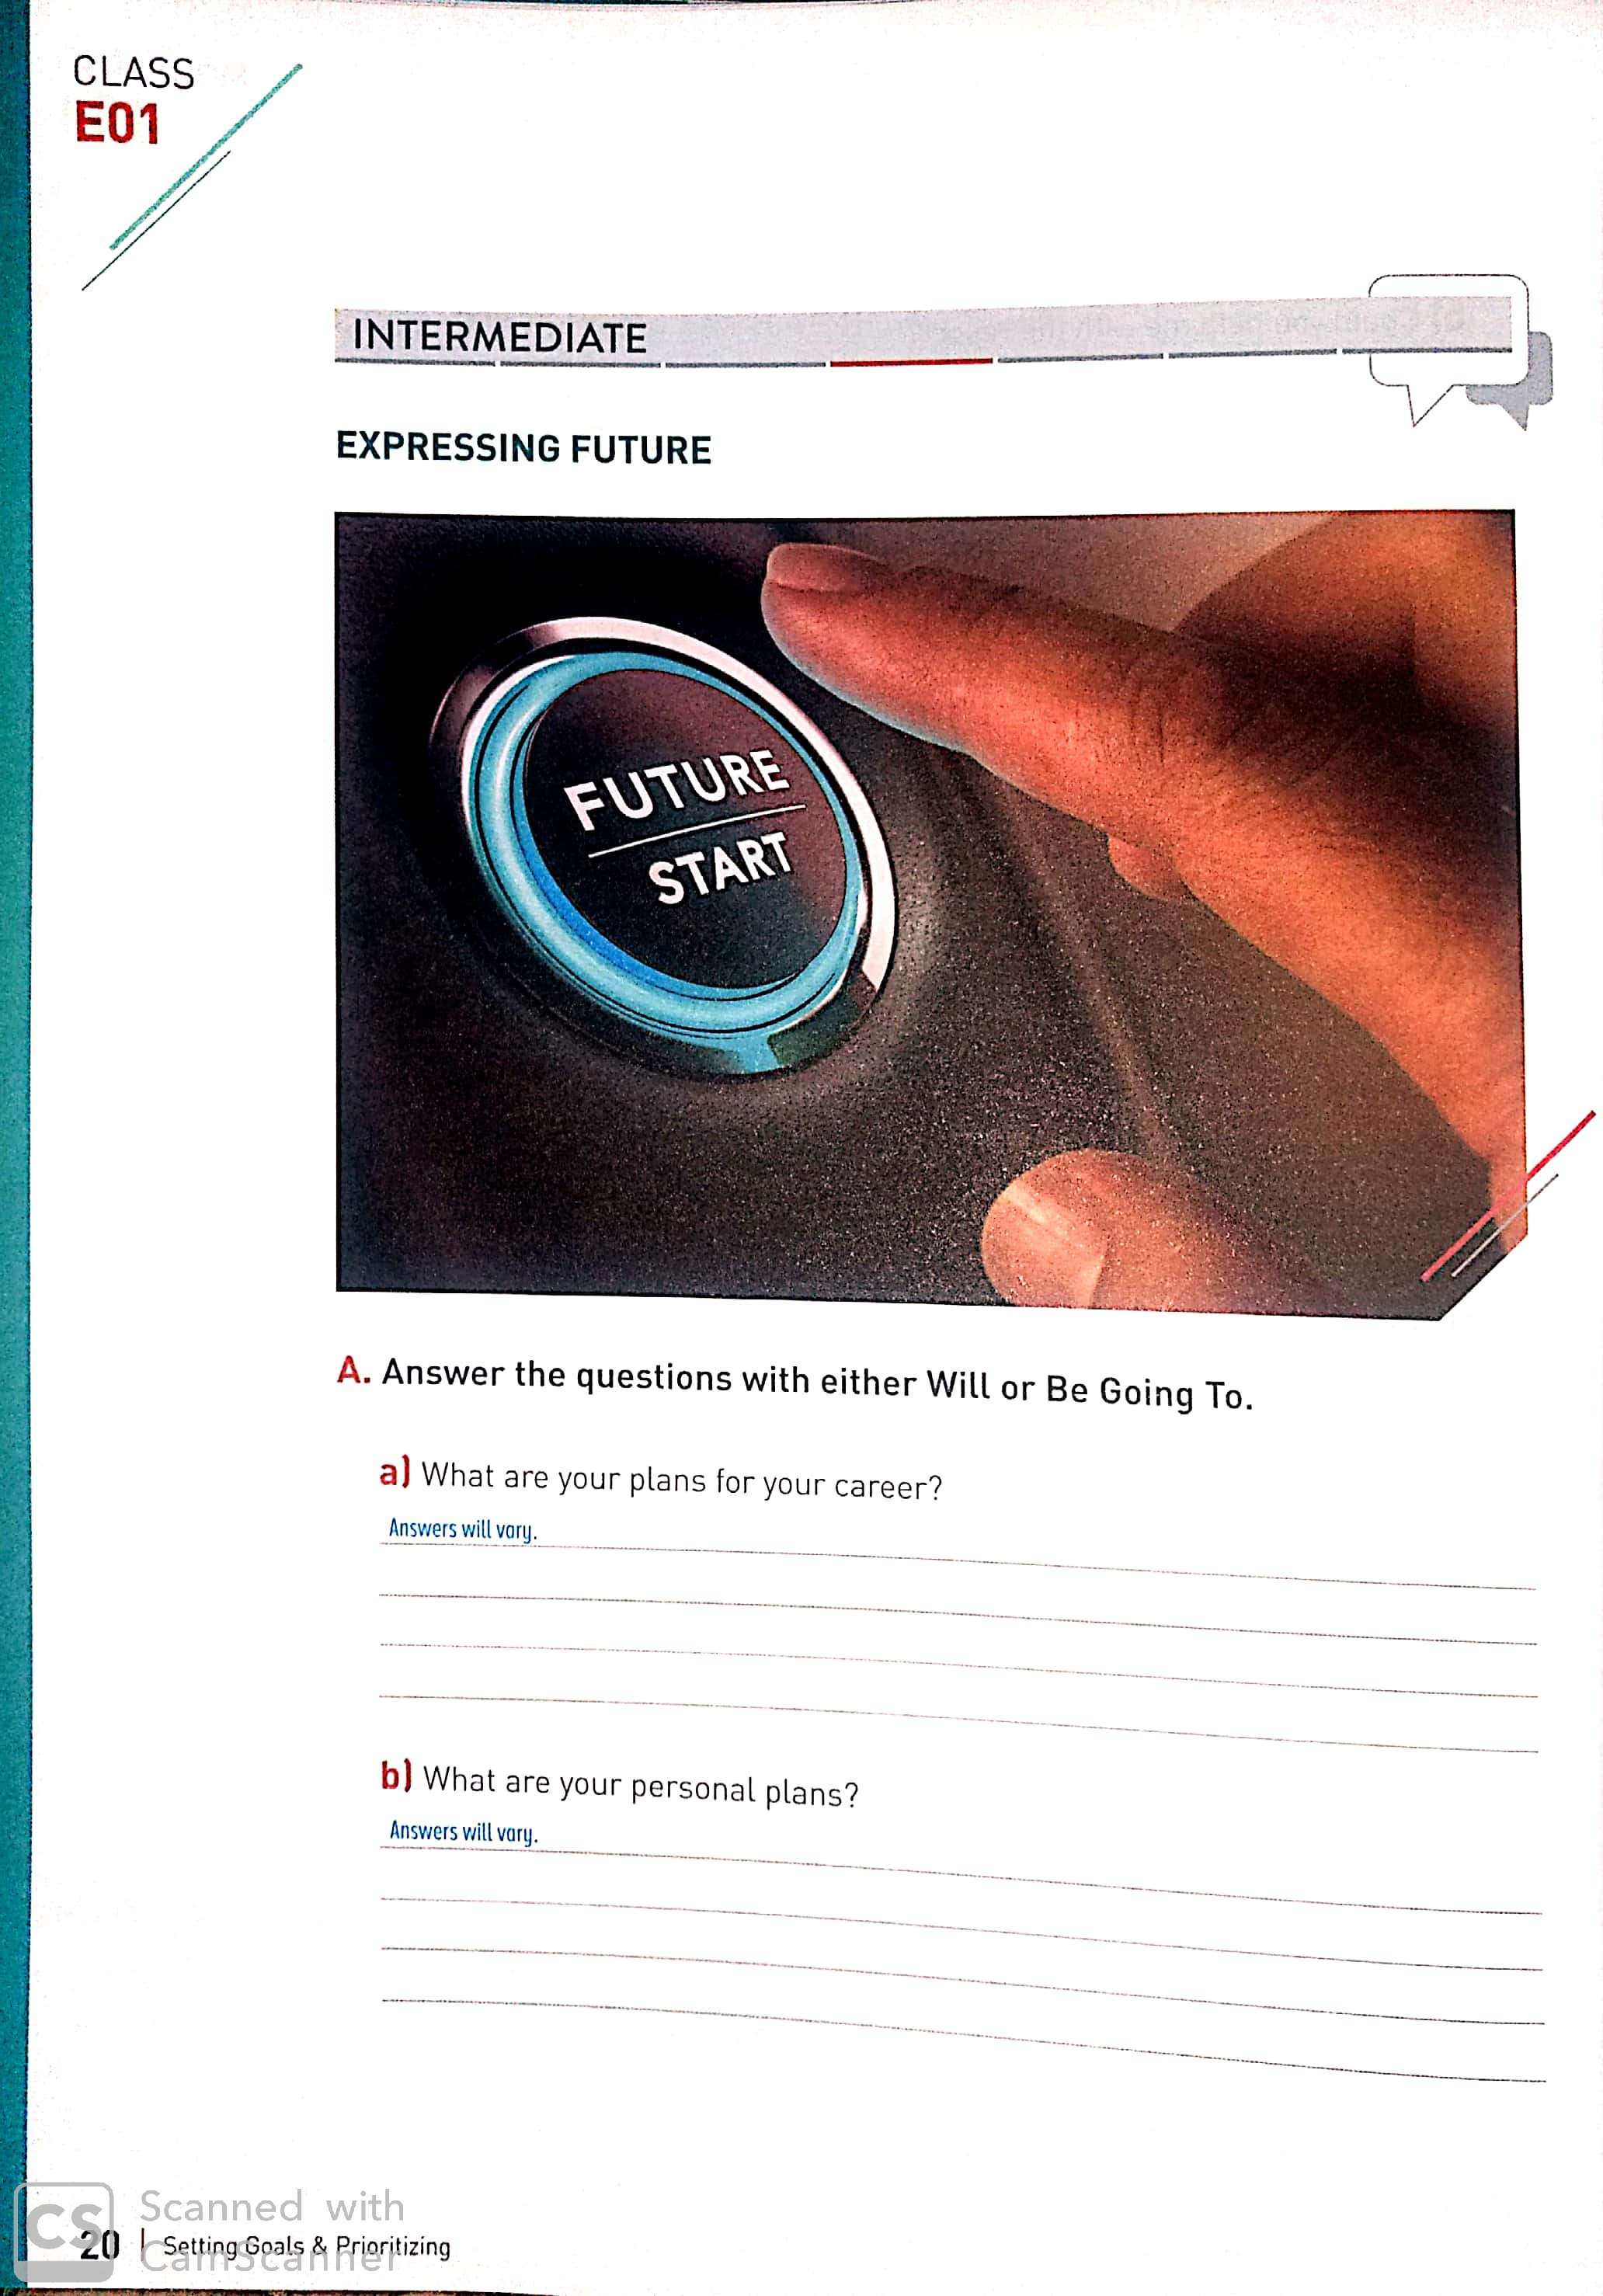 CLASS
E01
INTERMEDIATE
EXPRESSING FUTURE
FUTURE
START
A. Answer the questions with either Will or Be Going To.
a) What are your plans for your career?
Answers will vary.
b) What are your personal plans?
Answers will vary.
CS Scanned with
CamScanner
20 | Setting Goals & Prioritizing